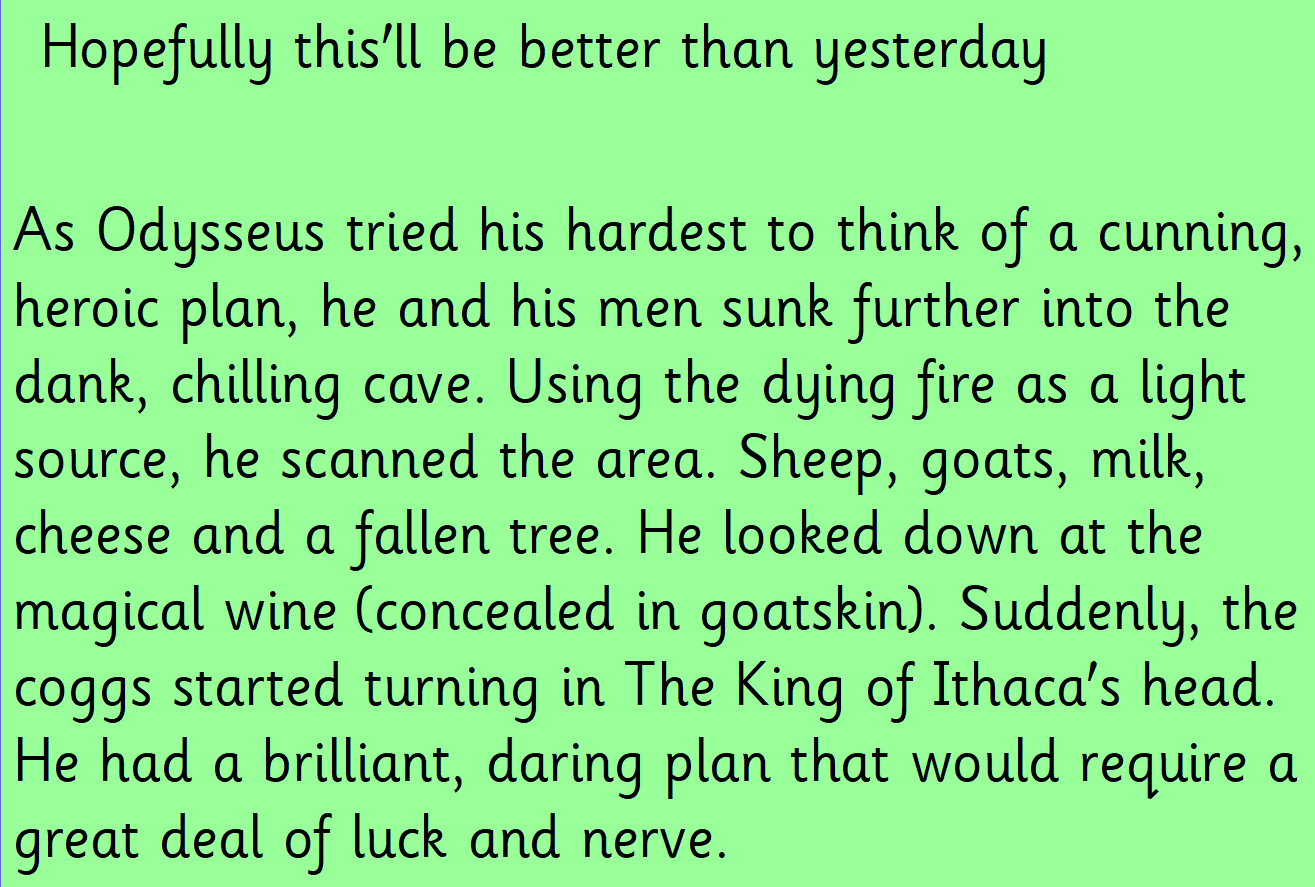 Hopefully this'll be better than yesterday
As Odysseus tried his hardest to think of a cunning,
heroic plan, he and his men sunk further into the
dank, chilling cave. Using the dying fire as a light
source, he scanned the area. Sheep, goats, milk,
cheese and a fallen tree. He looked down at the
magical wine (concealed in goatskin). Suddenly, the
coggs started turning in The King of Ithaca's head.
He had a brilliant, daring plan that would require a
great deal of luck and nerve.